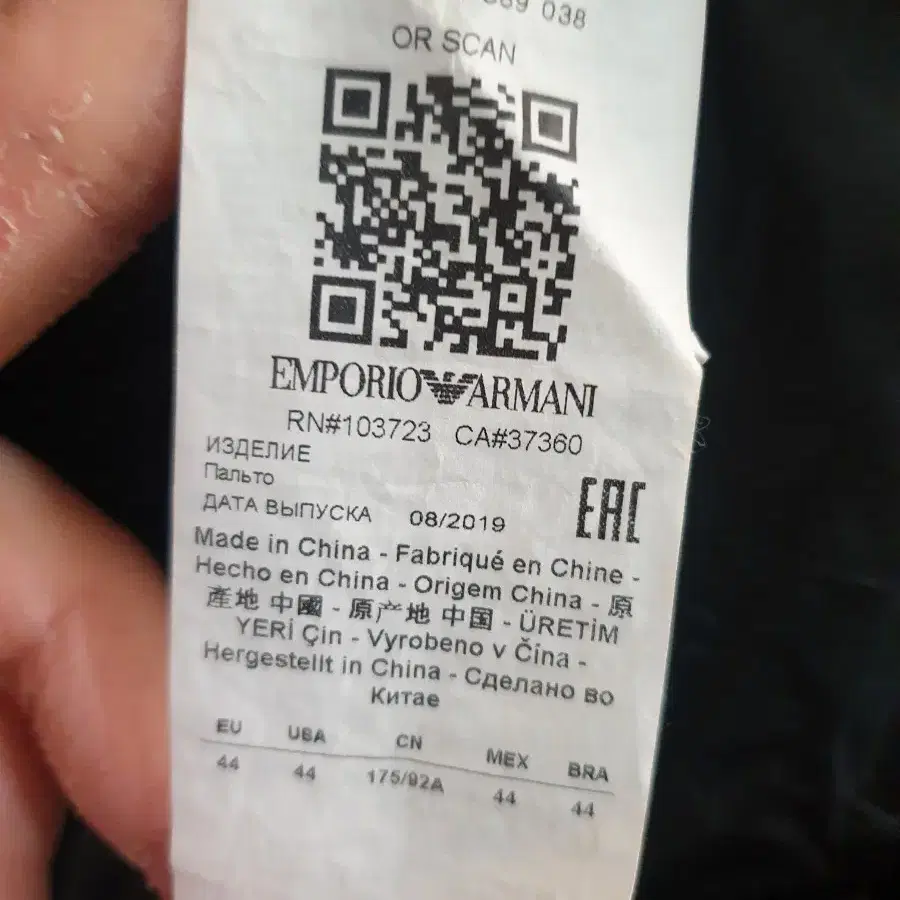 038
OR SCAN
EMPORIO ARMANI
RN#103723 CA#37360
ИЗДЕЛИЕ
Пальто
ДАТА ВЫПУСКА 08/2019
EAC
Made in China - Fabriqué en Chine -
Hecho en China - Origem China - 原
產地 中國 - 原产地 中国 - ÜRETİM
YERİ Çin - Vyrobeno v Čína -
Hergestellt in China - Сделано во
Китае
EU USA CN MEX BRA
44 44 175/92A 44 44